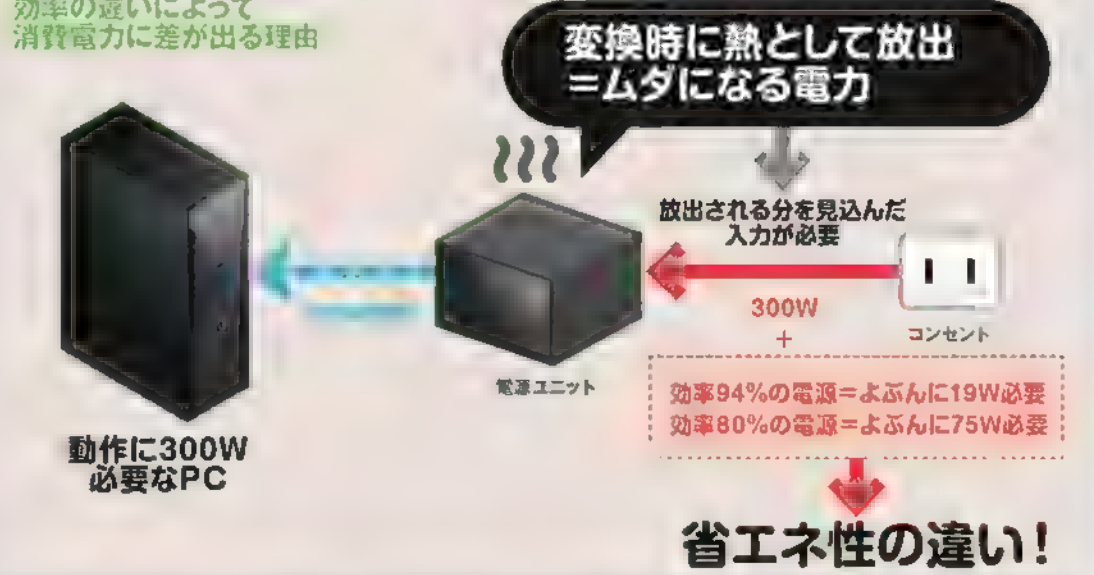 効率の違いによって
消費電力に差が出る理由
変換時に熱として放出
=ムダになる電力
放出される分を見込んだ
入力が必要
300W
+
コンセント
電源ユニット
効率94%の電源=よぶんに19W必要
効率80%の電源=よぶんに75W必要
動作に300W
必要なPC
省エネ性の違い!